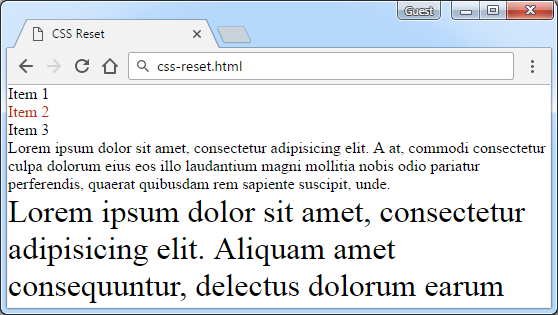 Guest
CSS Reset
css-reset.html
Item 1
Item 2
Item 3
Lorem ipsum dolor sit amet, consectetur adipisicing elit. A at, commodi consectetur
culpa dolorum eius eos illo laudantium magni mollitia nobis odio pariatur
perferendis, quaerat quibusdam rem sapiente suscipit, unde.
Lorem ipsum dolor sit amet, consectetur
adipisicing elit. Aliquam amet
consequuntur, delectus dolorum earum